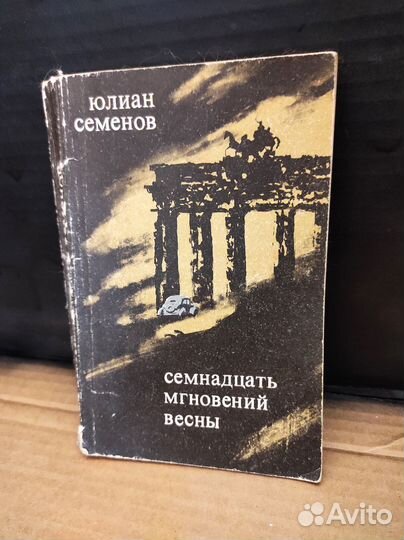 юлиан
семенов
семнадцать
мгновений
весны
Avito